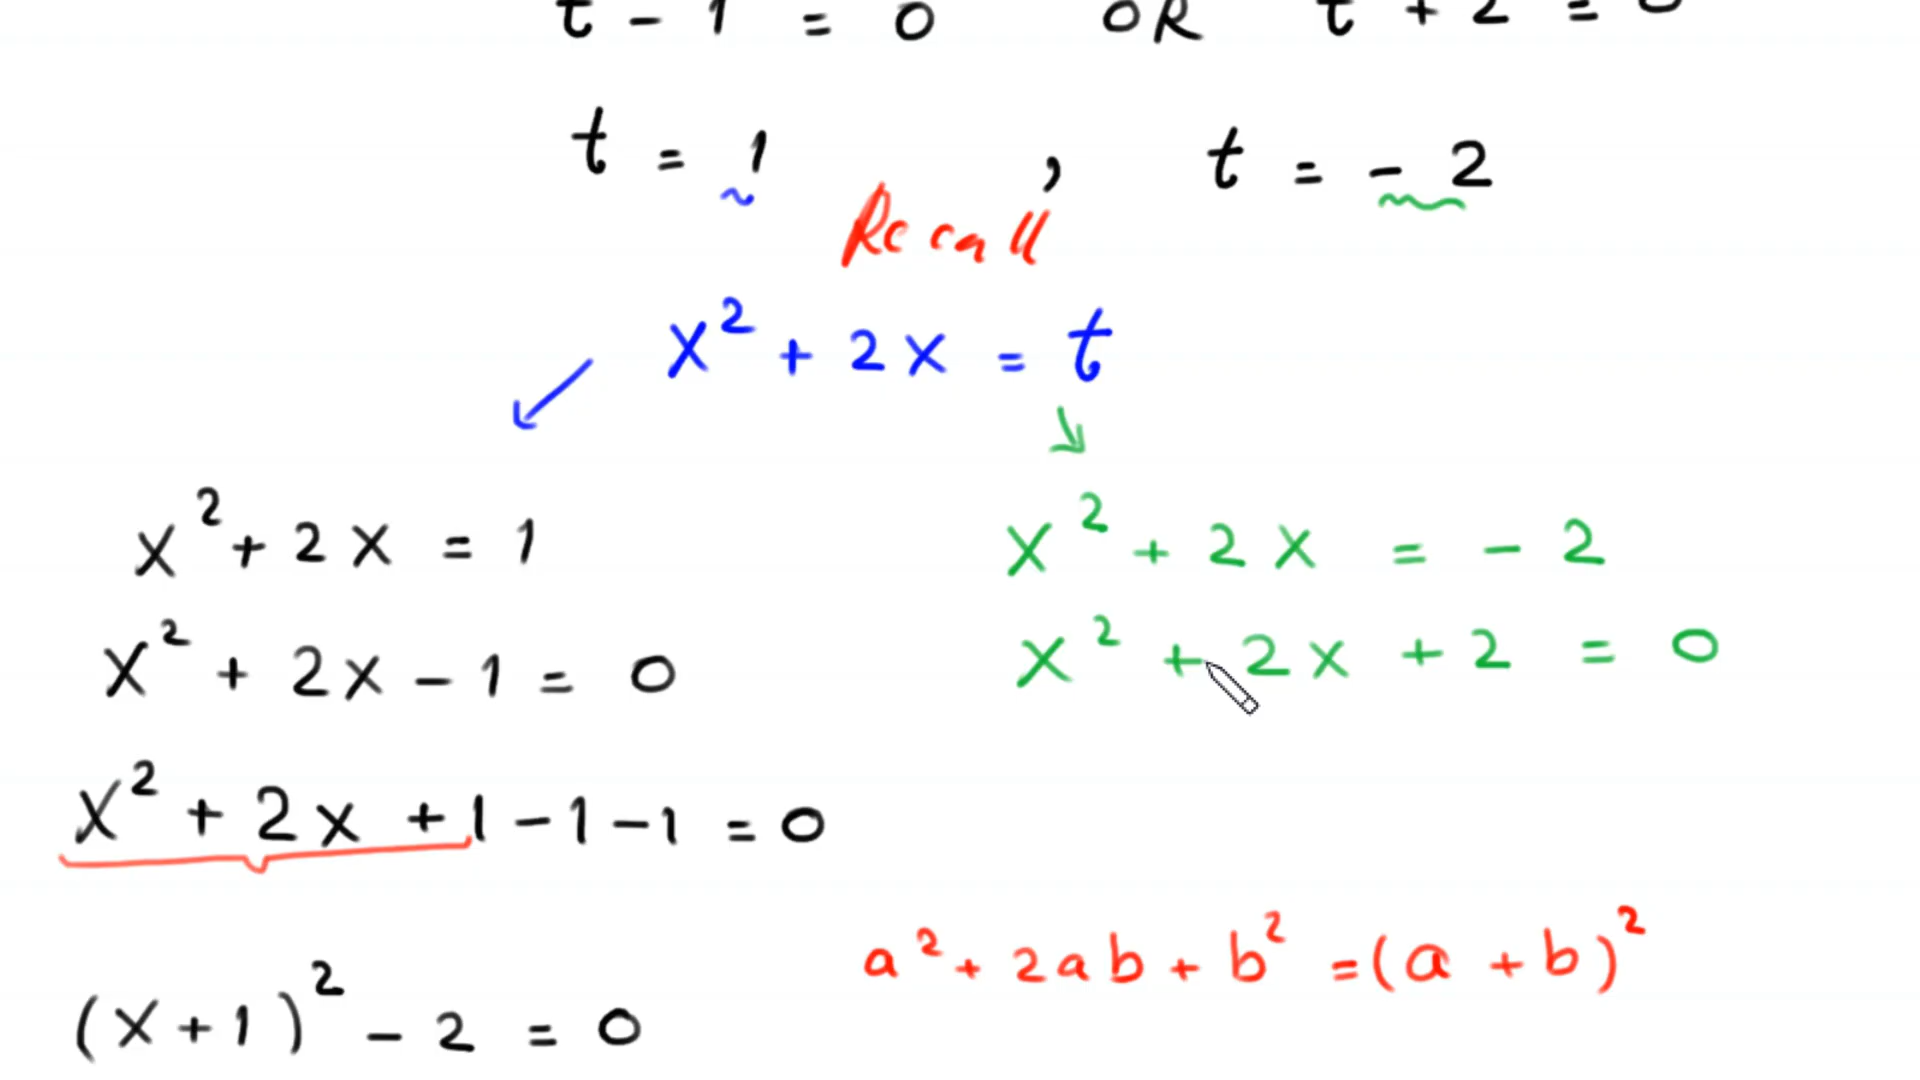 t - 1 = 0 OR t + 2 = 0
t = 1 , t = - 2
Recall
x² + 2x = t
x² + 2x = 1
x² + 2x = - 2
x² + 2x - 1 = 0
x² + 2x + 2 = 0
x² + 2x + 1 - 1 - 1 = 0
a² + 2ab + b² = (a + b)²
(x + 1)² - 2 = 0